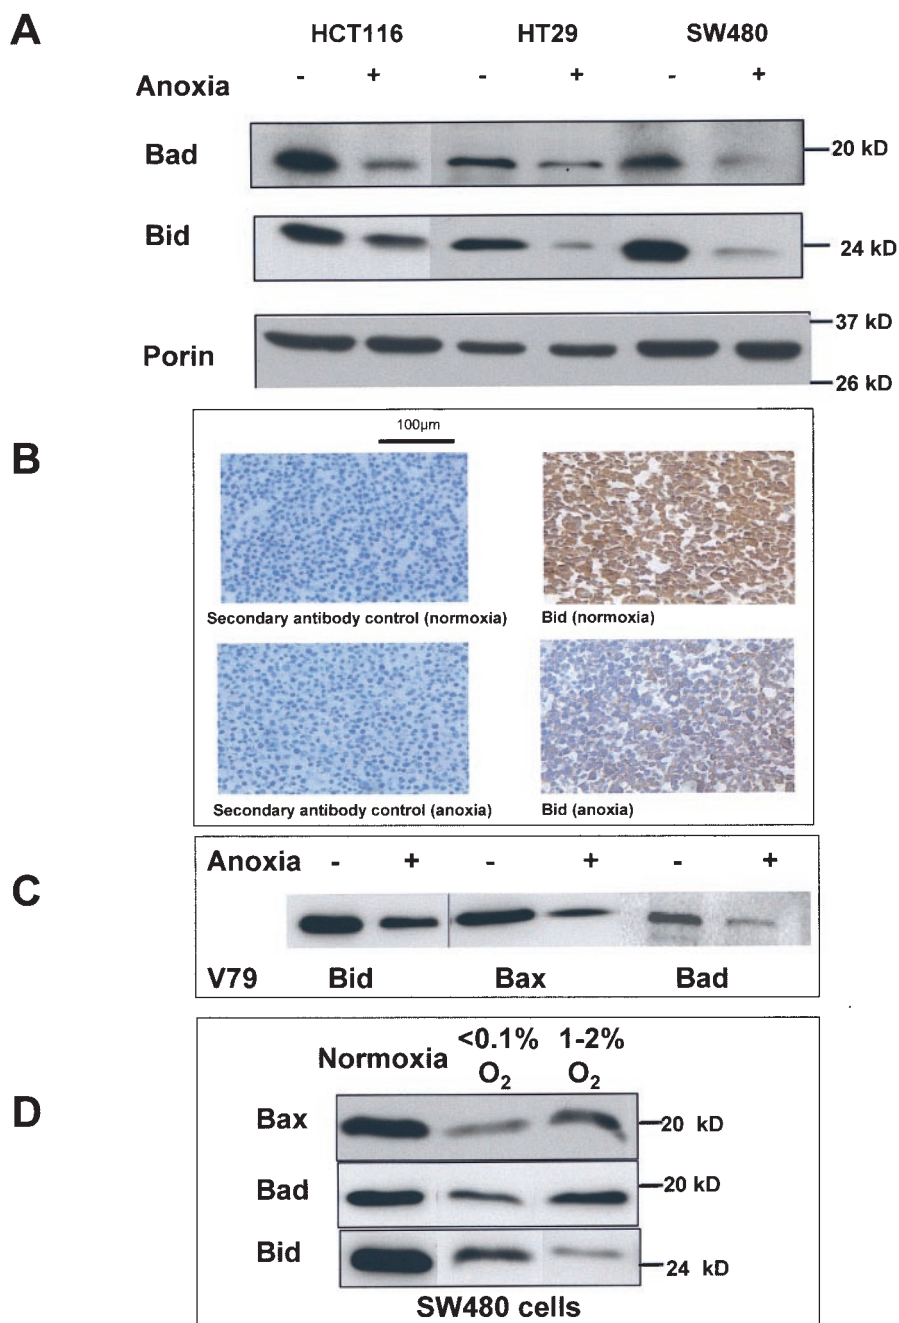 A
HCT116 HT29 SW480
Anoxia - + - + - +
Bad 20 kD
Bid 24 kD
Porin 37 kD
26 kD
B
100µm
Secondary antibody control (normoxia) Bid (normoxia)
Secondary antibody control (anoxia) Bid (anoxia)
C
Anoxia - + - + - +
V79 Bid Bax Bad
D
Normoxia <0.1% O₂ 1-2% O₂
Bax 20 kD
Bad 20 kD
Bid 24 kD
SW480 cells